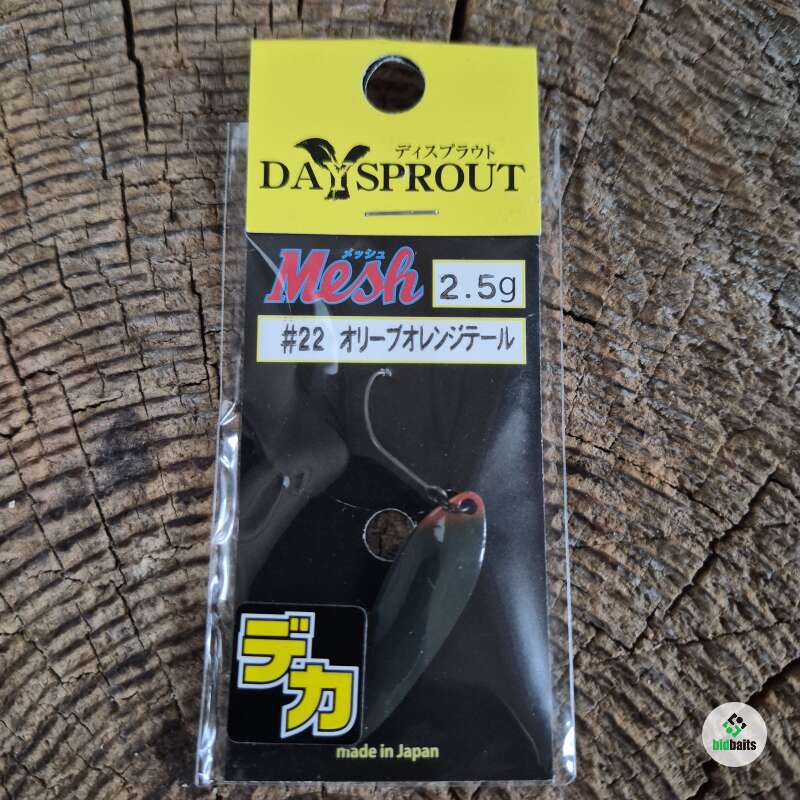 ディスプラウト
DAYSPROUT
メッシュ
Mesh
2.5g
#22 オリーブオレンジテール
デカ
made in Japan
bidbaits